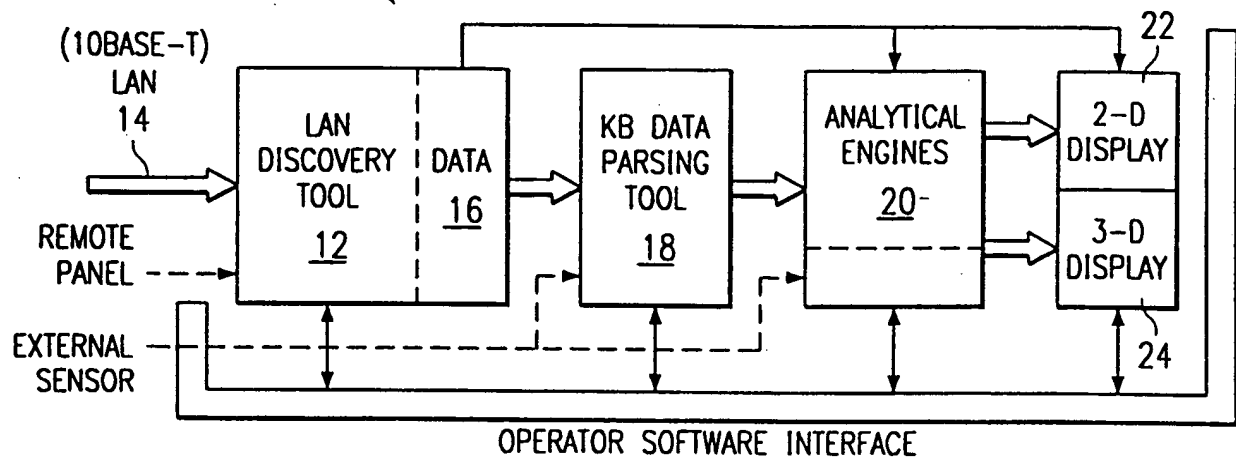 (10BASE-T)
LAN
14
LAN
DISCOVERY
TOOL
12
DATA
16
KB DATA
PARSING
TOOL
18
ANALYTICAL
ENGINES
20
22
2-D
DISPLAY
3-D
DISPLAY
24
REMOTE
PANEL
EXTERNAL
SENSOR
OPERATOR SOFTWARE INTERFACE